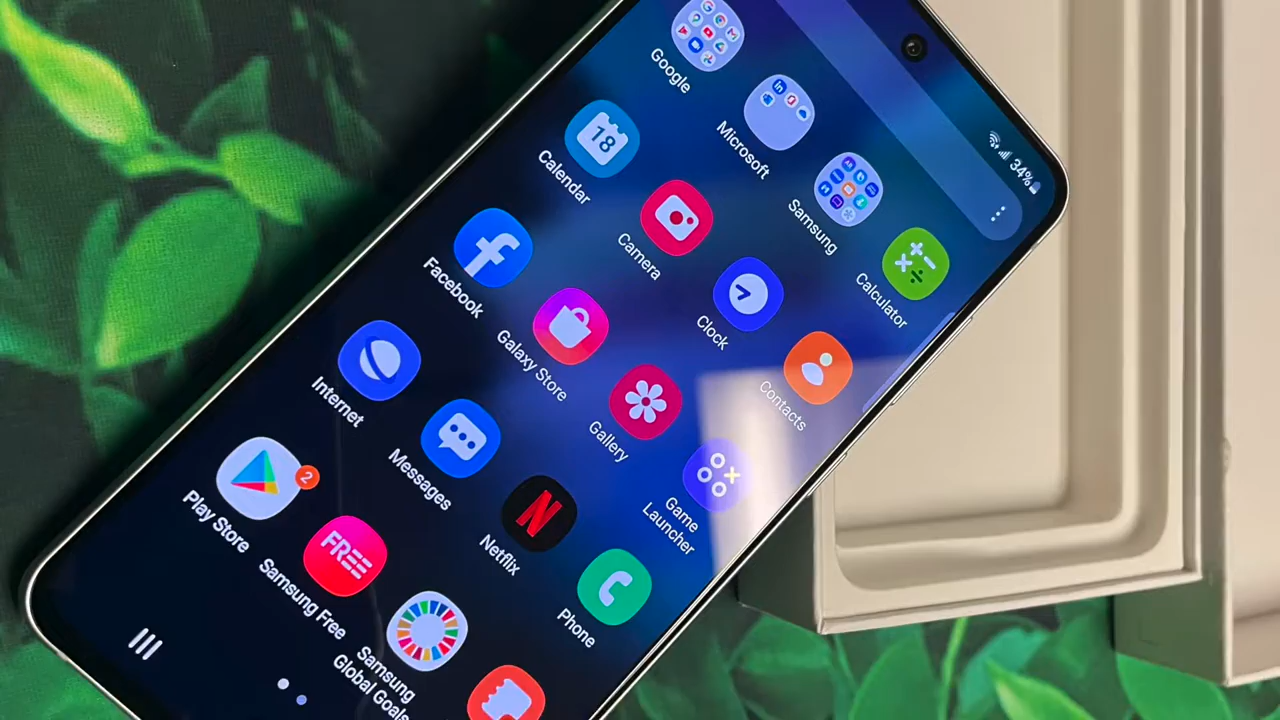 34%
Google
Microsoft
Samsung
Calculator
18
Calendar
Camera
Clock
Contacts
Facebook
Galaxy Store
Gallery
Game
Launcher
Internet
Messages
Netflix
Phone
2
Play Store
FREE
Samsung Free
Samsung
Global Goals